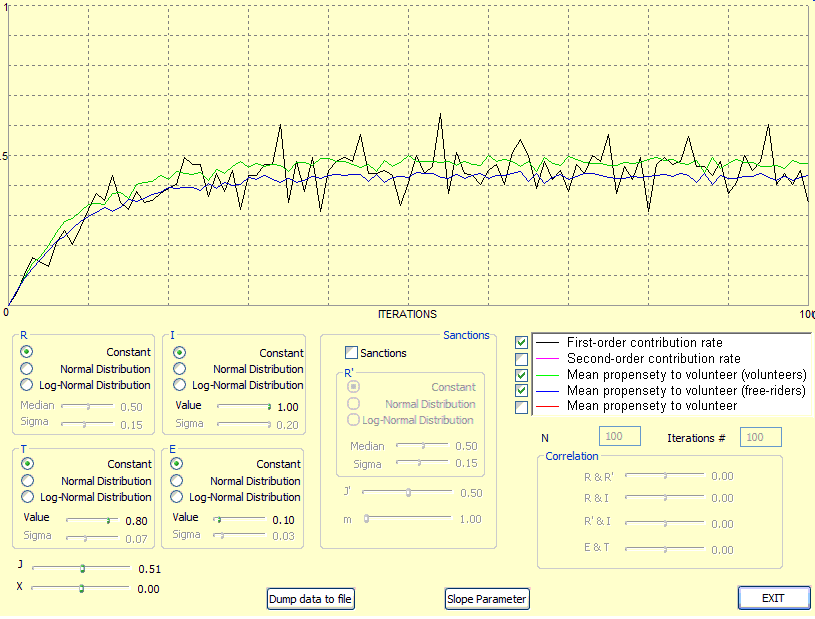 1
.5
0
ITERATIONS
100
R
Constant
Normal Distribution
Log-Normal Distribution
Median 0.50
Sigma 0.15
I
Constant
Normal Distribution
Log-Normal Distribution
Value 1.00
Sigma 0.20
T
Constant
Normal Distribution
Log-Normal Distribution
Value 0.80
Sigma 0.07
E
Constant
Normal Distribution
Log-Normal Distribution
Value 0.10
Sigma 0.03
J 0.51
X 0.00
Sanctions
Sanctions
R'
Constant
Normal Distribution
Log-Normal Distribution
Median 0.50
Sigma 0.15
J' 0.50
m 1.00
First-order contribution rate
Second-order contribution rate
Mean propensety to volunteer (volunteers)
Mean propensety to volunteer (free-riders)
Mean propensety to volunteer
N 100 Iterations # 100
Correlation
R & R' 0.00
R & I 0.00
R' & I 0.00
E & T 0.00
Dump data to file
Slope Parameter
EXIT